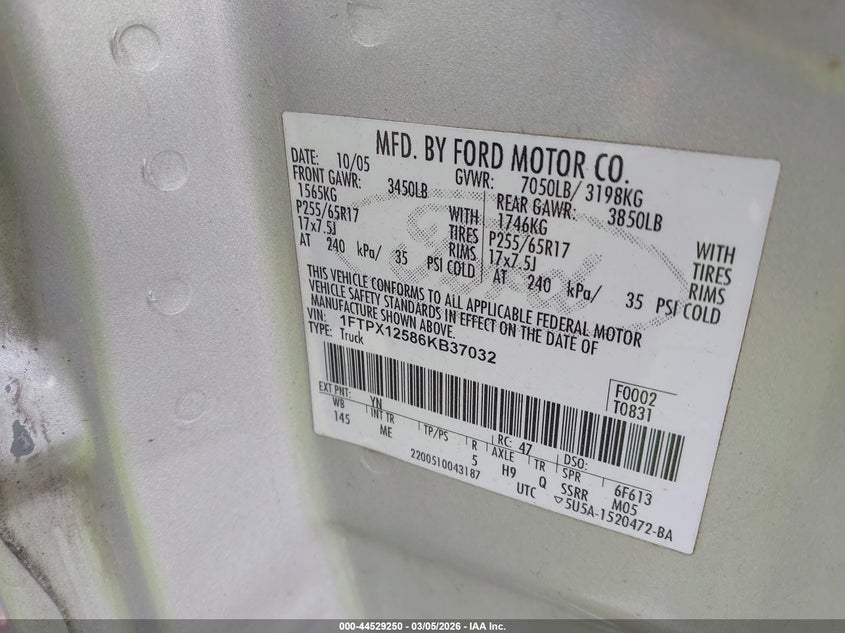 MFD. BY FORD MOTOR CO.
DATE: 10/05 GVWR: 7050LB/ 3198KG
FRONT GAWR: 3450LB REAR GAWR: 3850LB
1565KG WITH 1746KG WITH
P255/65R17 TIRES P255/65R17 TIRES
17x7.5J RIMS 17x7.5J RIMS
AT 240 kPa/ 35 PSI COLD AT 240 kPa/ 35 PSI COLD
THIS VEHICLE CONFORMS TO ALL APPLICABLE FEDERAL MOTOR
VEHICLE SAFETY STANDARDS IN EFFECT ON THE DATE OF
MANUFACTURE SHOWN ABOVE.
VIN: 1FTPX12586KB37032
TYPE: Truck
F0002
T0831
EXT PNT: YN RC: 47 DSO:
WB INT TR TP/PS R AXLE TR SPR 6F613
145 ME 5 H9 Q SSRR M05
2200510043187 UTC ▽5U5A-1520472-BA
Ford
000-44529250 - 03/05/2026 - IAA Inc.